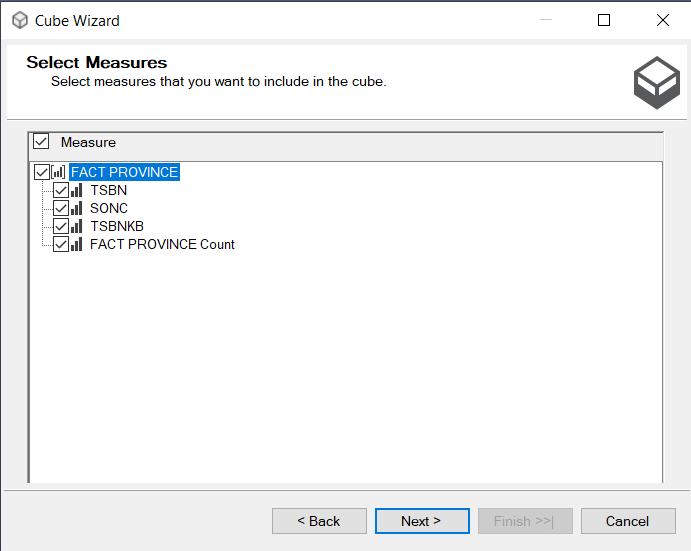 Cube Wizard
Select Measures
Select measures that you want to include in the cube.
Measure
FACT PROVINCE
TSBN
SONC
TSBNKB
FACT PROVINCE Count
< Back
Next >
Finish >>|
Cancel